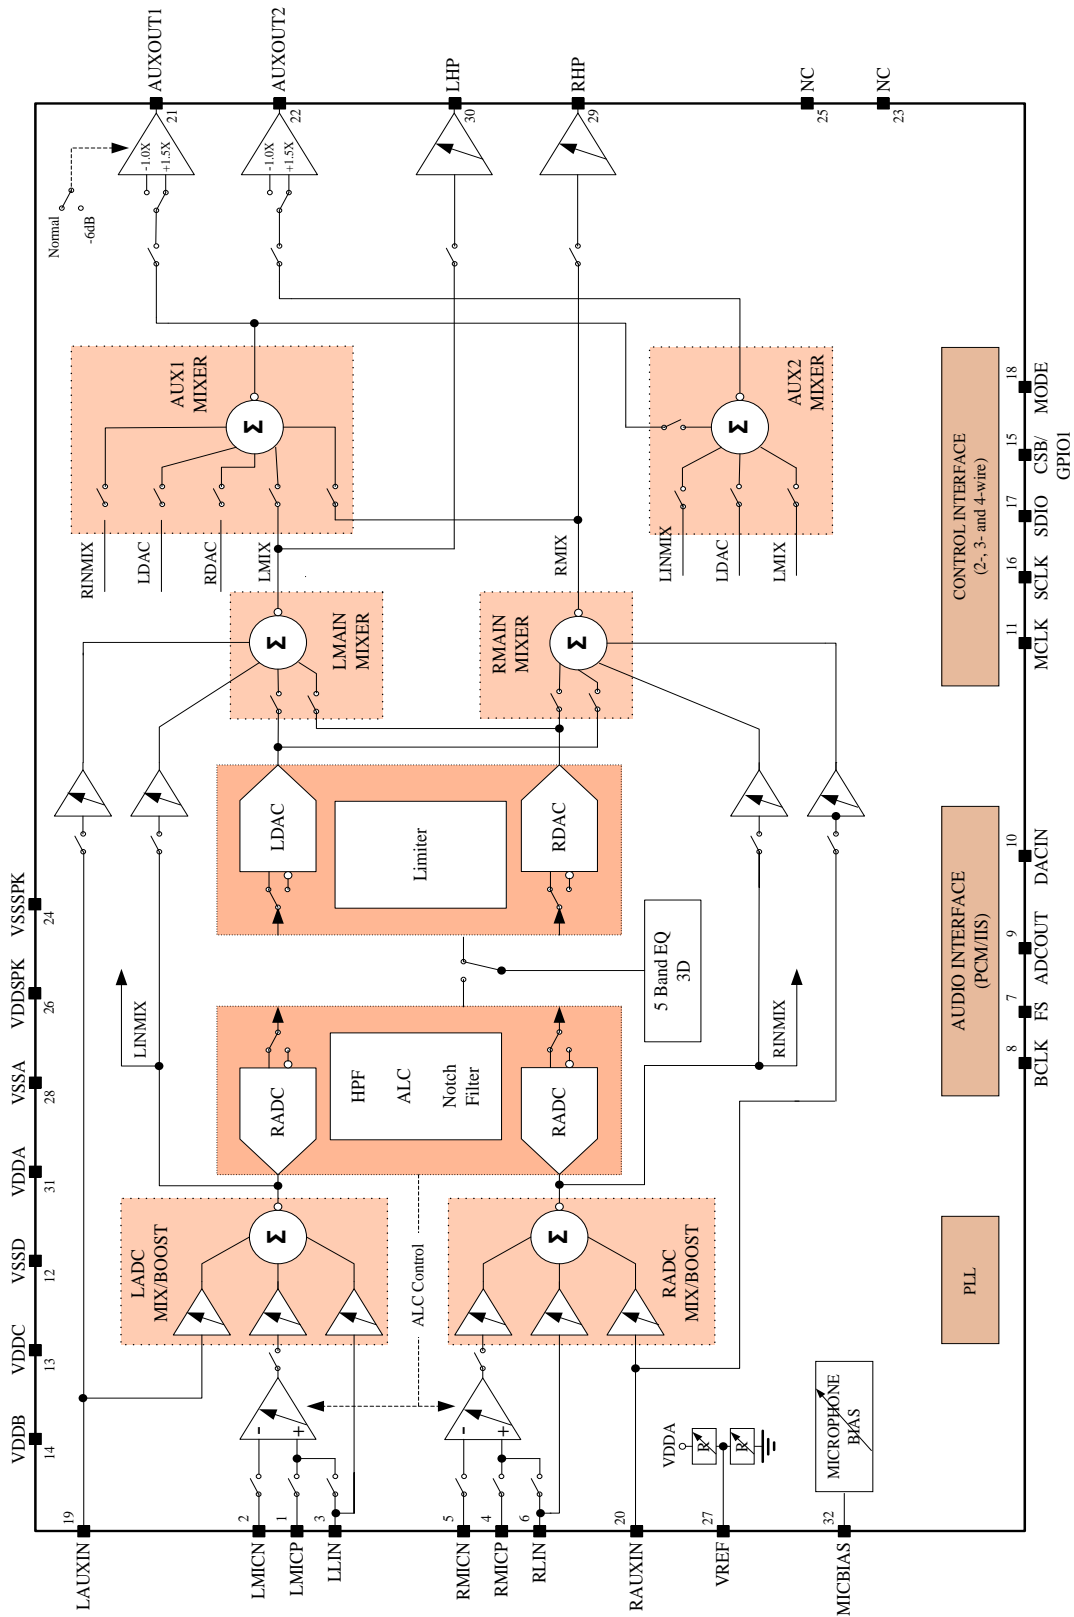 VDDB
14
VDDC
13
VSSD
12
VDDA
31
VSSA
28
VDDSPK
26
VSSSPK
24
LAUXIN
19
LMICN
2
LMICP
1
LLIN
3
RMICN
5
RMICP
4
RLIN
6
RAUXIN
20
VREF
27
MICBIAS
32
-
+
-
+
ALC Control
VDDA
R
R
MICROPHONE
BIAS
LADC
MIX/BOOST
Σ
RADC
MIX/BOOST
Σ
LINMIX
RINMIX
RADC
HPF
ALC
Notch
Filter
RADC
5 Band EQ
3D
LDAC
Limiter
RDAC
LMAIN
MIXER
Σ
RMAIN
MIXER
Σ
RINMIX
LDAC
RDAC
LMIX
RMIX
AUX1
MIXER
Σ
LINMIX
LDAC
LMIX
AUX2
MIXER
Σ
Normal
-6dB
-1.0X
+1.5X
-1.0X
+1.5X
AUXOUT1
21
AUXOUT2
22
LHP
30
RHP
29
NC
25
NC
23
PLL
AUDIO INTERFACE
(PCM/IIS)
CONTROL INTERFACE
(2-, 3- and 4-wire)
8
BCLK
7
FS
9
ADCOUT
10
DACIN
11
MCLK
16
SCLK
17
SDIO
15
CSB/
GPIO1
18
MODE